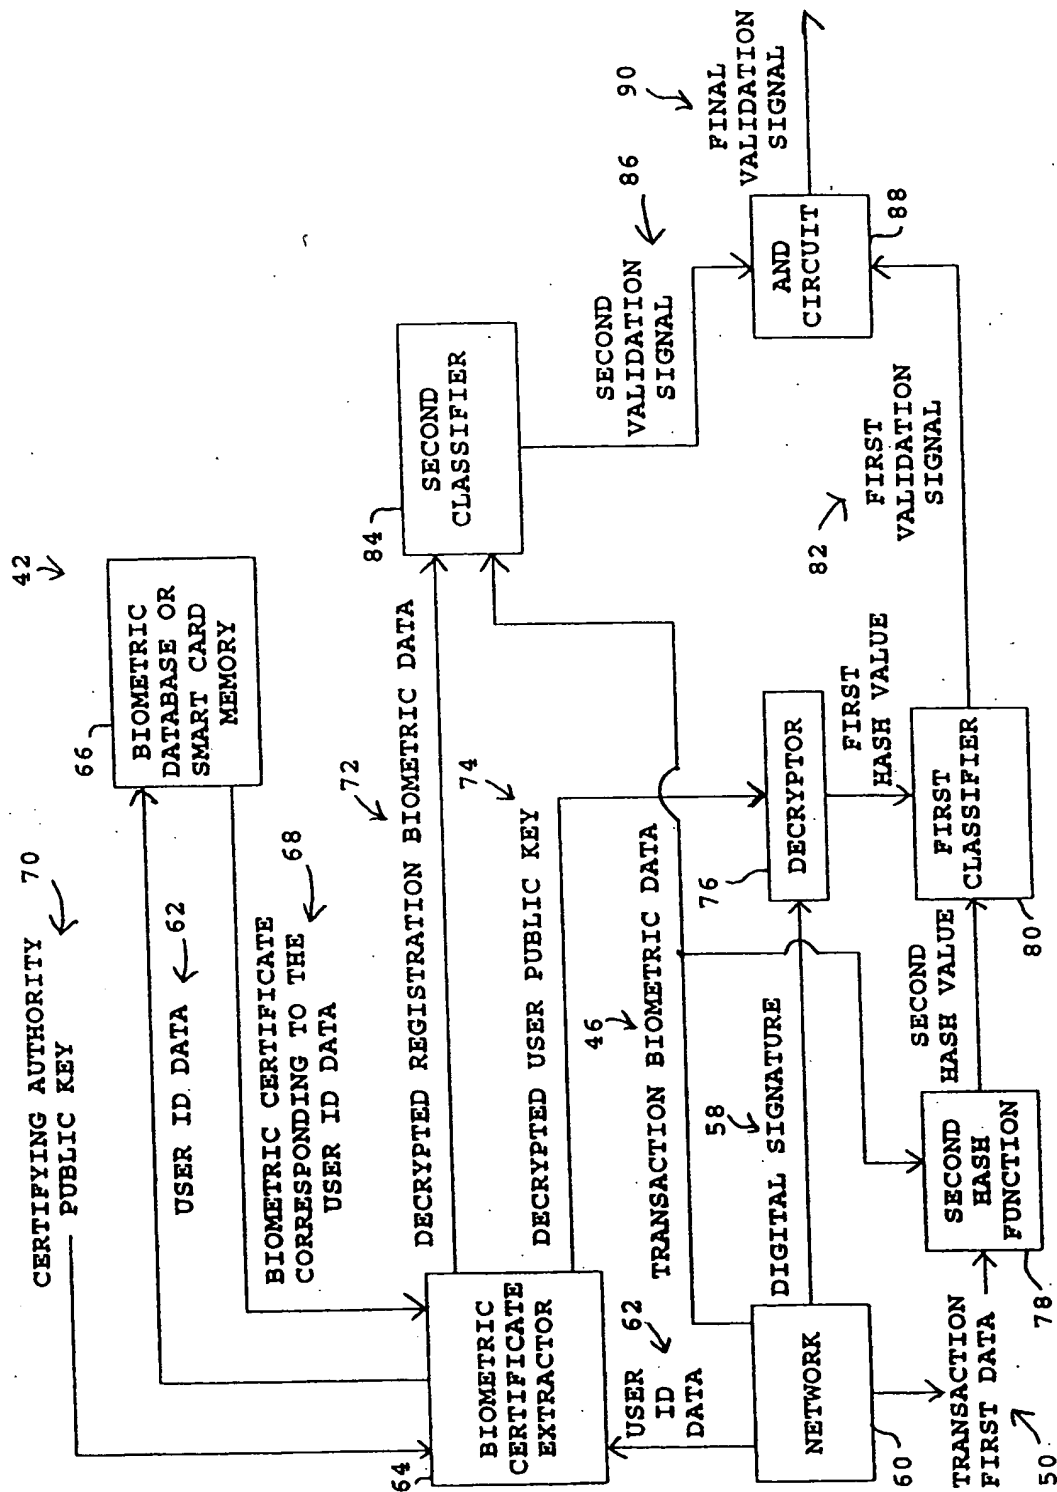 42
CERTIFYING AUTHORITY
PUBLIC KEY
70
66
BIOMETRIC
DATABASE OR
SMART CARD
MEMORY
USER ID DATA
62
BIOMETRIC CERTIFICATE
CORRESPONDING TO THE
USER ID DATA
68
64
BIOMETRIC
CERTIFICATE
EXTRACTOR
72
DECRYPTED REGISTRATION BIOMETRIC DATA
74
DECRYPTED USER PUBLIC KEY
84
SECOND
CLASSIFIER
USER
ID
DATA
62
46
TRANSACTION BIOMETRIC DATA
SECOND
VALIDATION
SIGNAL
86
90
FINAL
VALIDATION
SIGNAL
60
NETWORK
58
DIGITAL SIGNATURE
76
DECRYPTOR
FIRST
HASH VALUE
82
FIRST
VALIDATION
SIGNAL
AND
CIRCUIT
88
TRANSACTION
FIRST DATA
50
78
SECOND
HASH
FUNCTION
SECOND
HASH VALUE
80
FIRST
CLASSIFIER